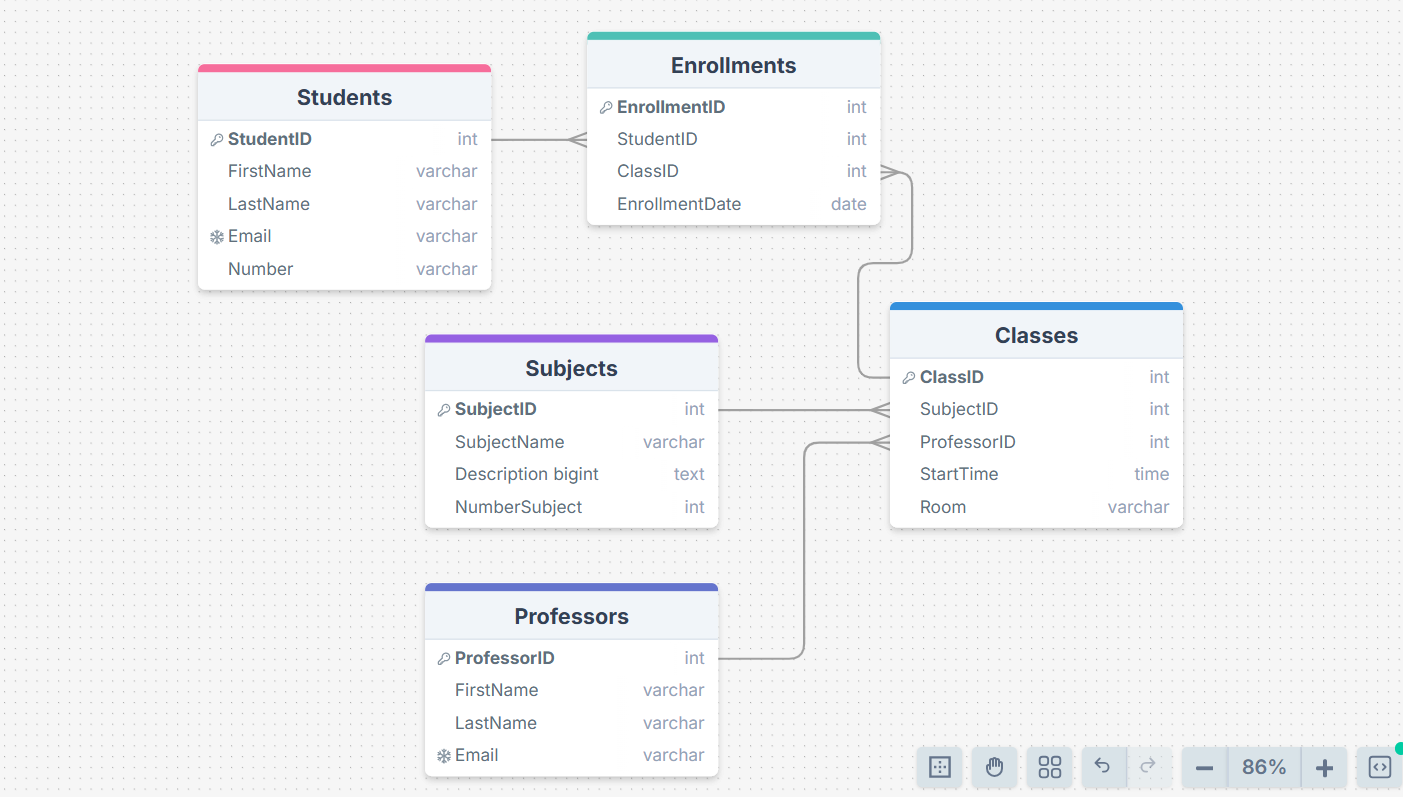 Students
StudentID int
FirstName varchar
LastName varchar
Email varchar
Number varchar
Enrollments
EnrollmentID int
StudentID int
ClassID int
EnrollmentDate date
Subjects
SubjectID int
SubjectName varchar
Description bigint text
NumberSubject int
Classes
ClassID int
SubjectID int
ProfessorID int
StartTime time
Room varchar
Professors
ProfessorID int
FirstName varchar
LastName varchar
Email varchar
86%